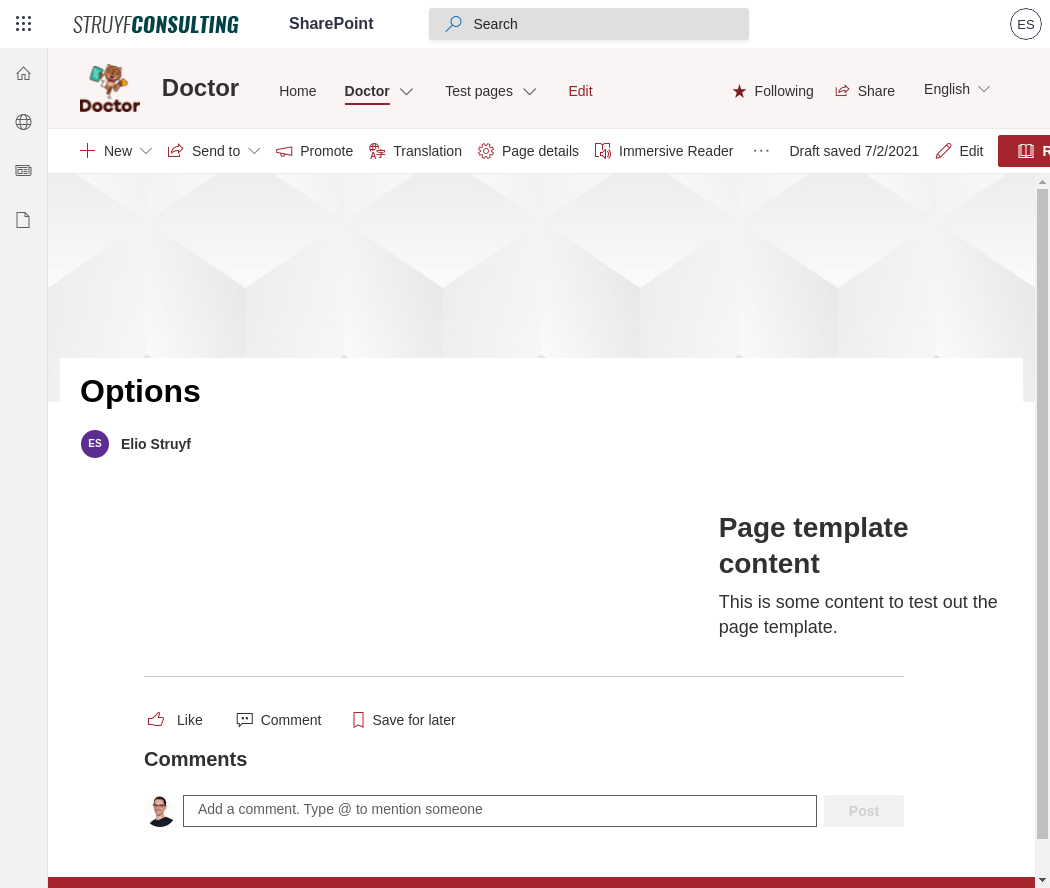 STRUYFCONSULTING SharePoint Search ES
Doctor Doctor Home Doctor Test pages Edit Following Share English
New Send to Promote Translation Page details Immersive Reader ... Draft saved 7/2/2021 Edit
Options
ES Elio Struyf
Page template
content
This is some content to test out the
page template.
Like Comment Save for later
Comments
Add a comment. Type @ to mention someone Post